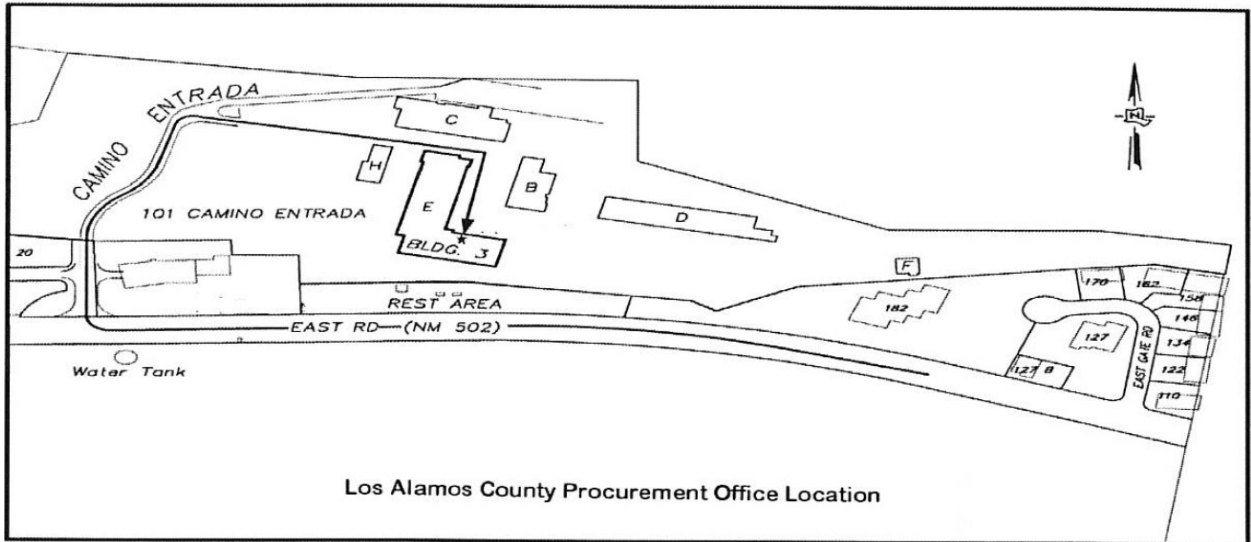 CAMINO ENTRADA
N
C
H
B
E
D
101 CAMINO ENTRADA
BLDG. 3
20
F
REST AREA
EAST RD (NM 502)
Water Tank
182
170
162
158
146
134
122
110
127
127 B
EAST GATE RD
Los Alamos County Procurement Office Location